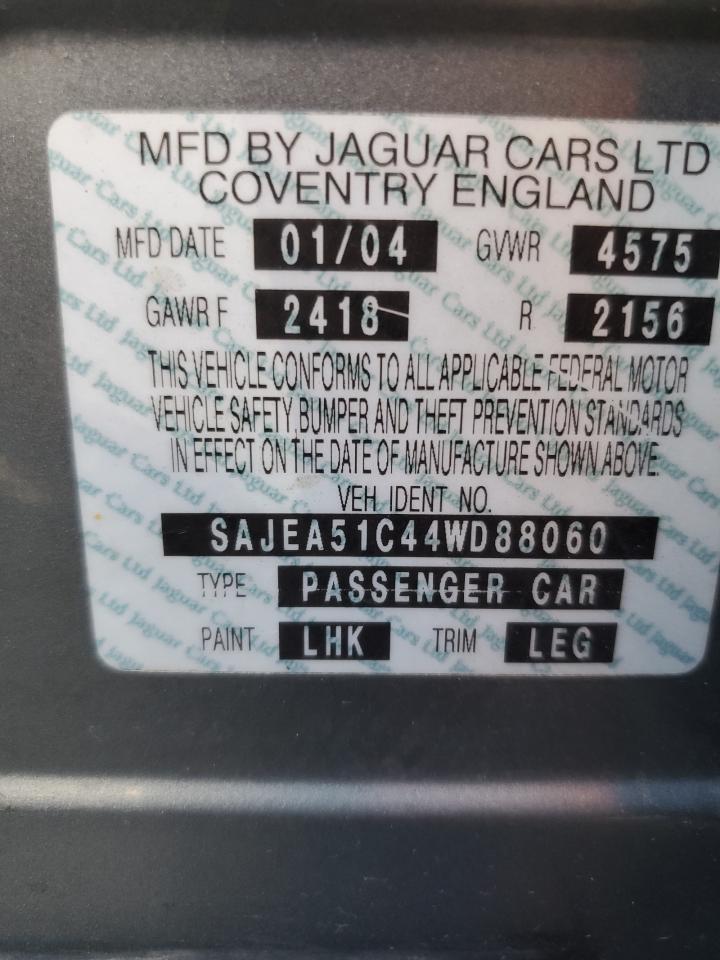 MFD BY JAGUAR CARS LTD
COVENTRY ENGLAND
MFD DATE 01/04 GVWR 4575
GAWR F 2418 R 2156
THIS VEHICLE CONFORMS TO ALL APPLICABLE FEDERAL MOTOR
VEHICLE SAFETY, BUMPER AND THEFT PREVENTION STANDARDS
IN EFFECT ON THE DATE OF MANUFACTURE SHOWN ABOVE.
VEH IDENT NO.
SAJEA51C44WD88060
TYPE PASSENGER CAR
PAINT LHK TRIM LEG